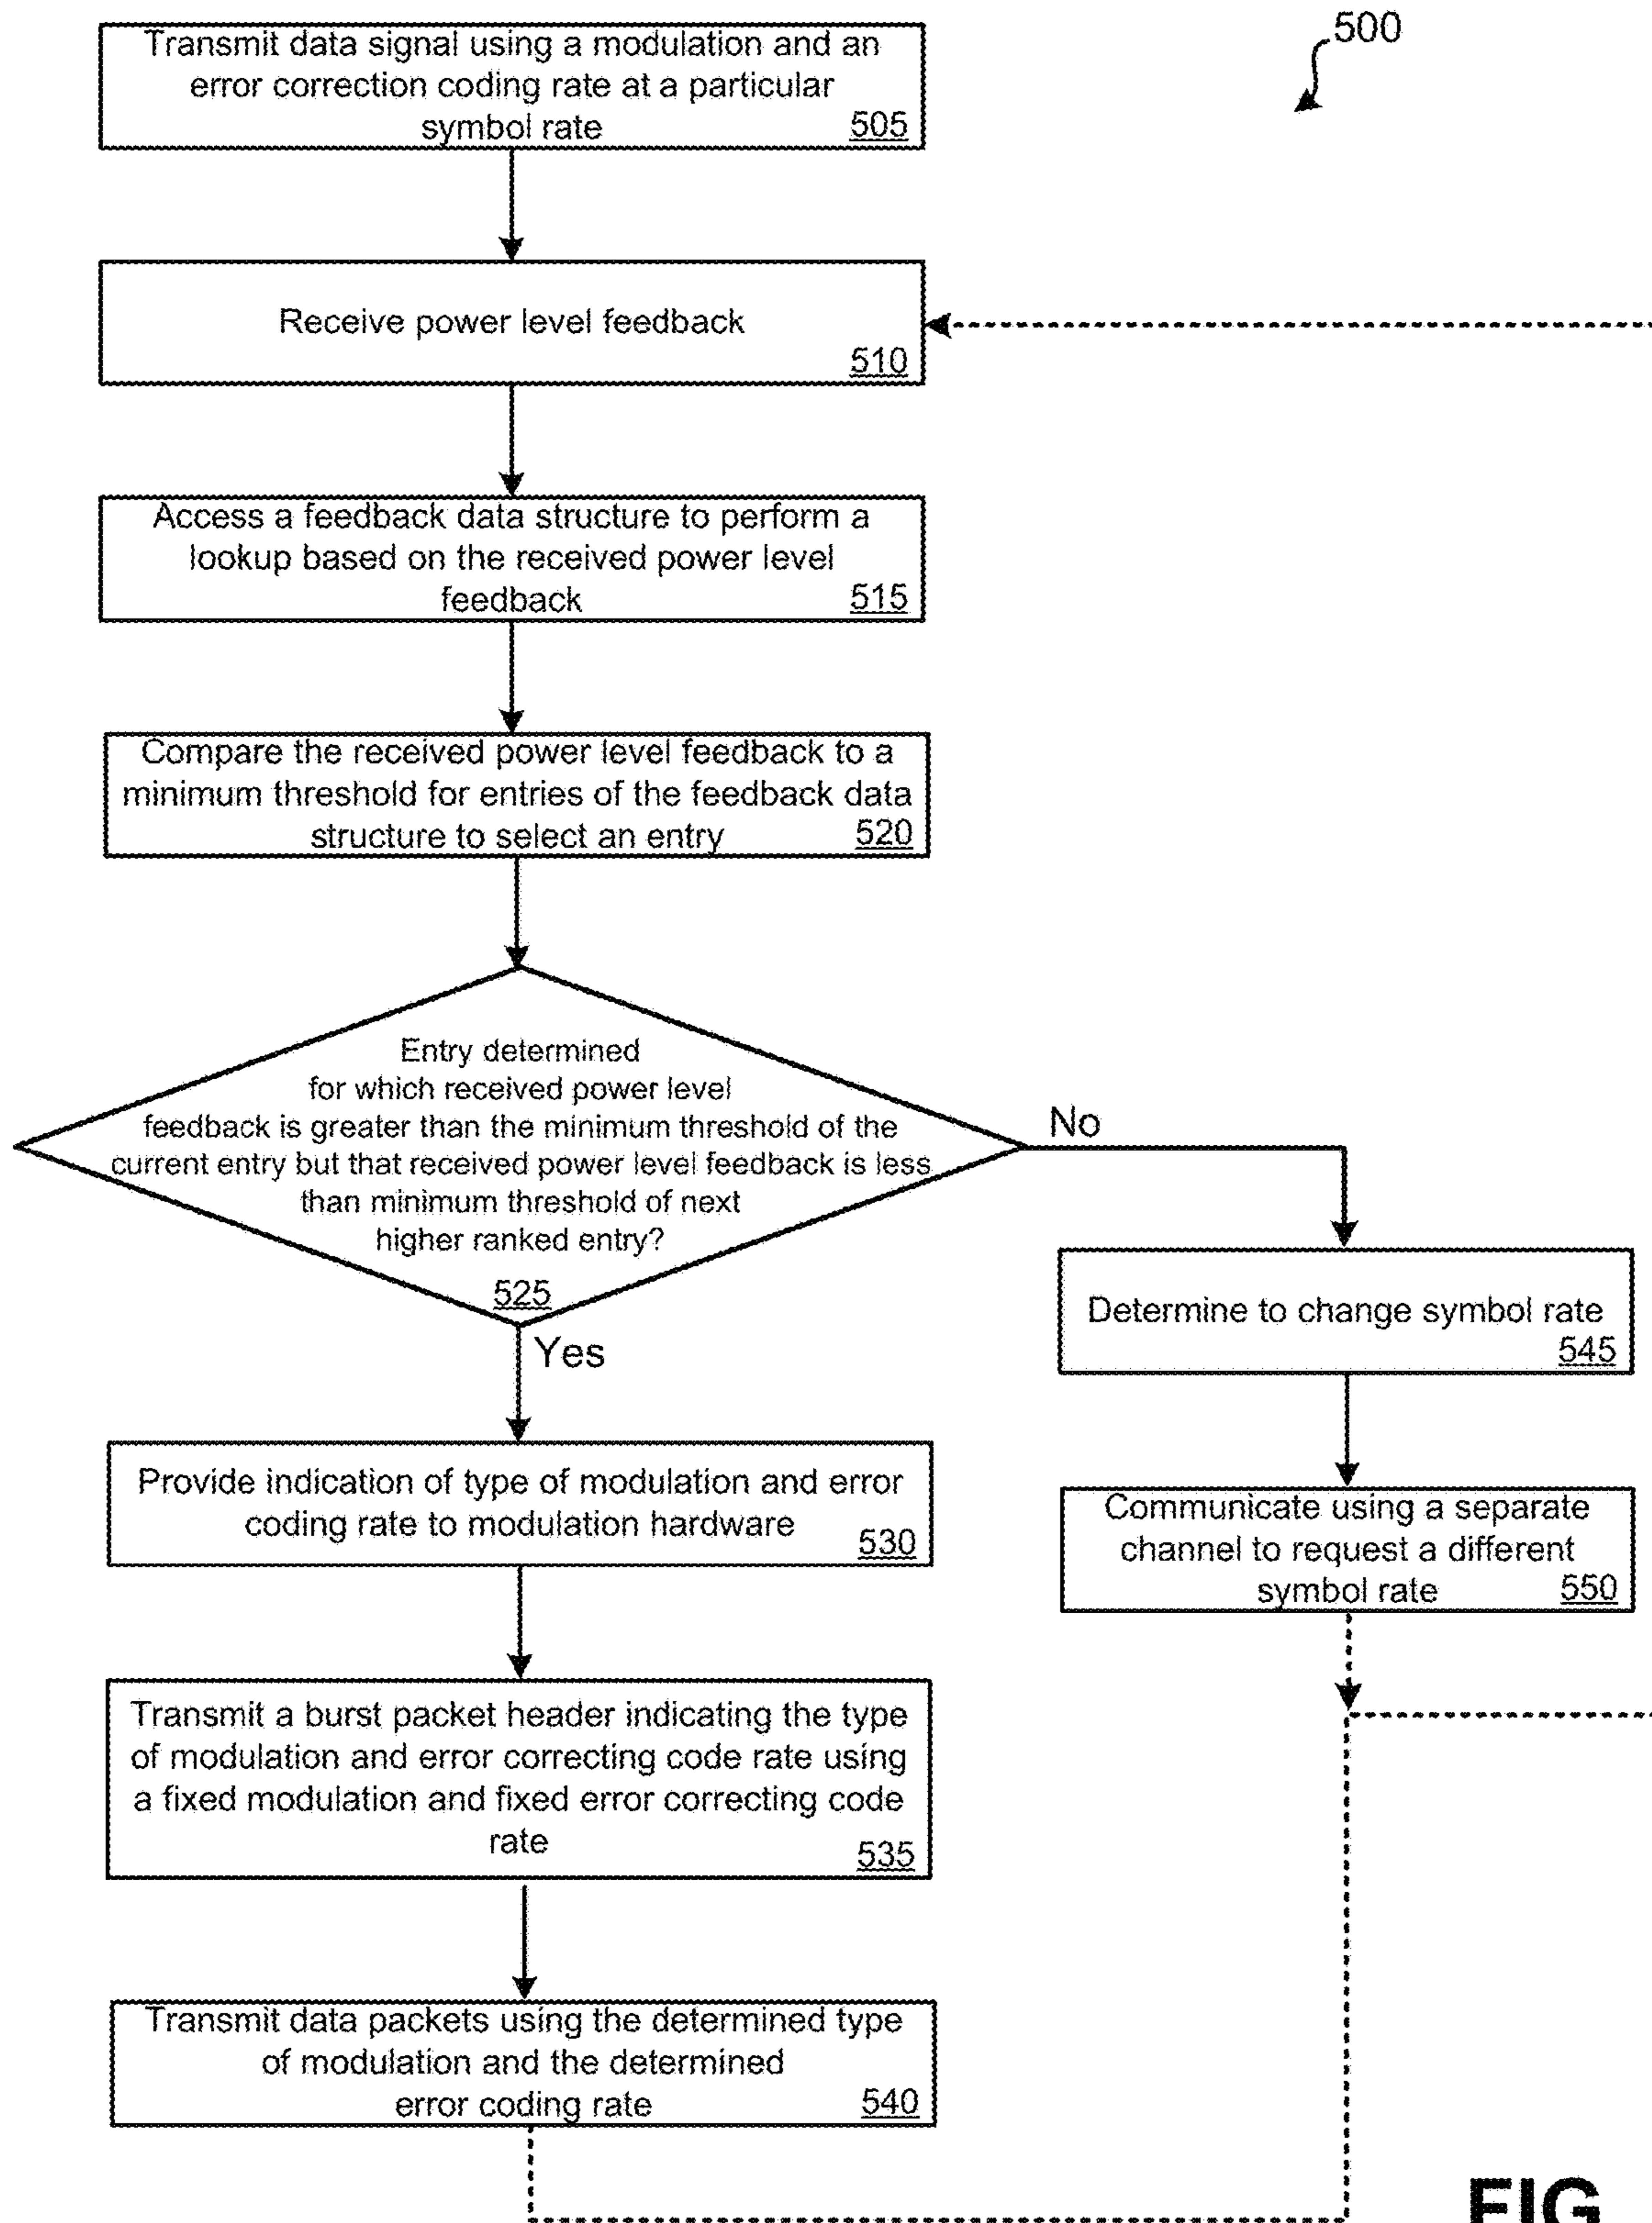 500
Transmit data signal using a modulation and an
error correction coding rate at a particular
symbol rate
505
Receive power level feedback
510
Access a feedback data structure to perform a
lookup based on the received power level
feedback
515
Compare the received power level feedback to a
minimum threshold for entries of the feedback data
structure to select an entry
520
Entry determined
for which received power level
feedback is greater than the minimum threshold of the
current entry but that received power level feedback is less
than minimum threshold of next
higher ranked entry?
525
No
Yes
Determine to change symbol rate
545
Communicate using a separate
channel to request a different
symbol rate
550
Provide indication of type of modulation and error
coding rate to modulation hardware
530
Transmit a burst packet header indicating the type
of modulation and error correcting code rate using
a fixed modulation and fixed error correcting code
rate
535
Transmit data packets using the determined type
of modulation and the determined
error coding rate
540
FIG